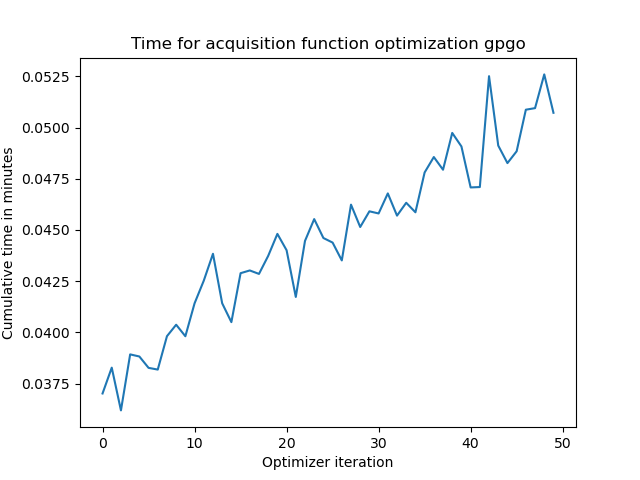 Time for acquisition function optimization gpgo
Cumulative time in minutes
0.0525
0.0500
0.0475
0.0450
0.0425
0.0400
0.0375
0 10 20 30 40 50
Optimizer iteration